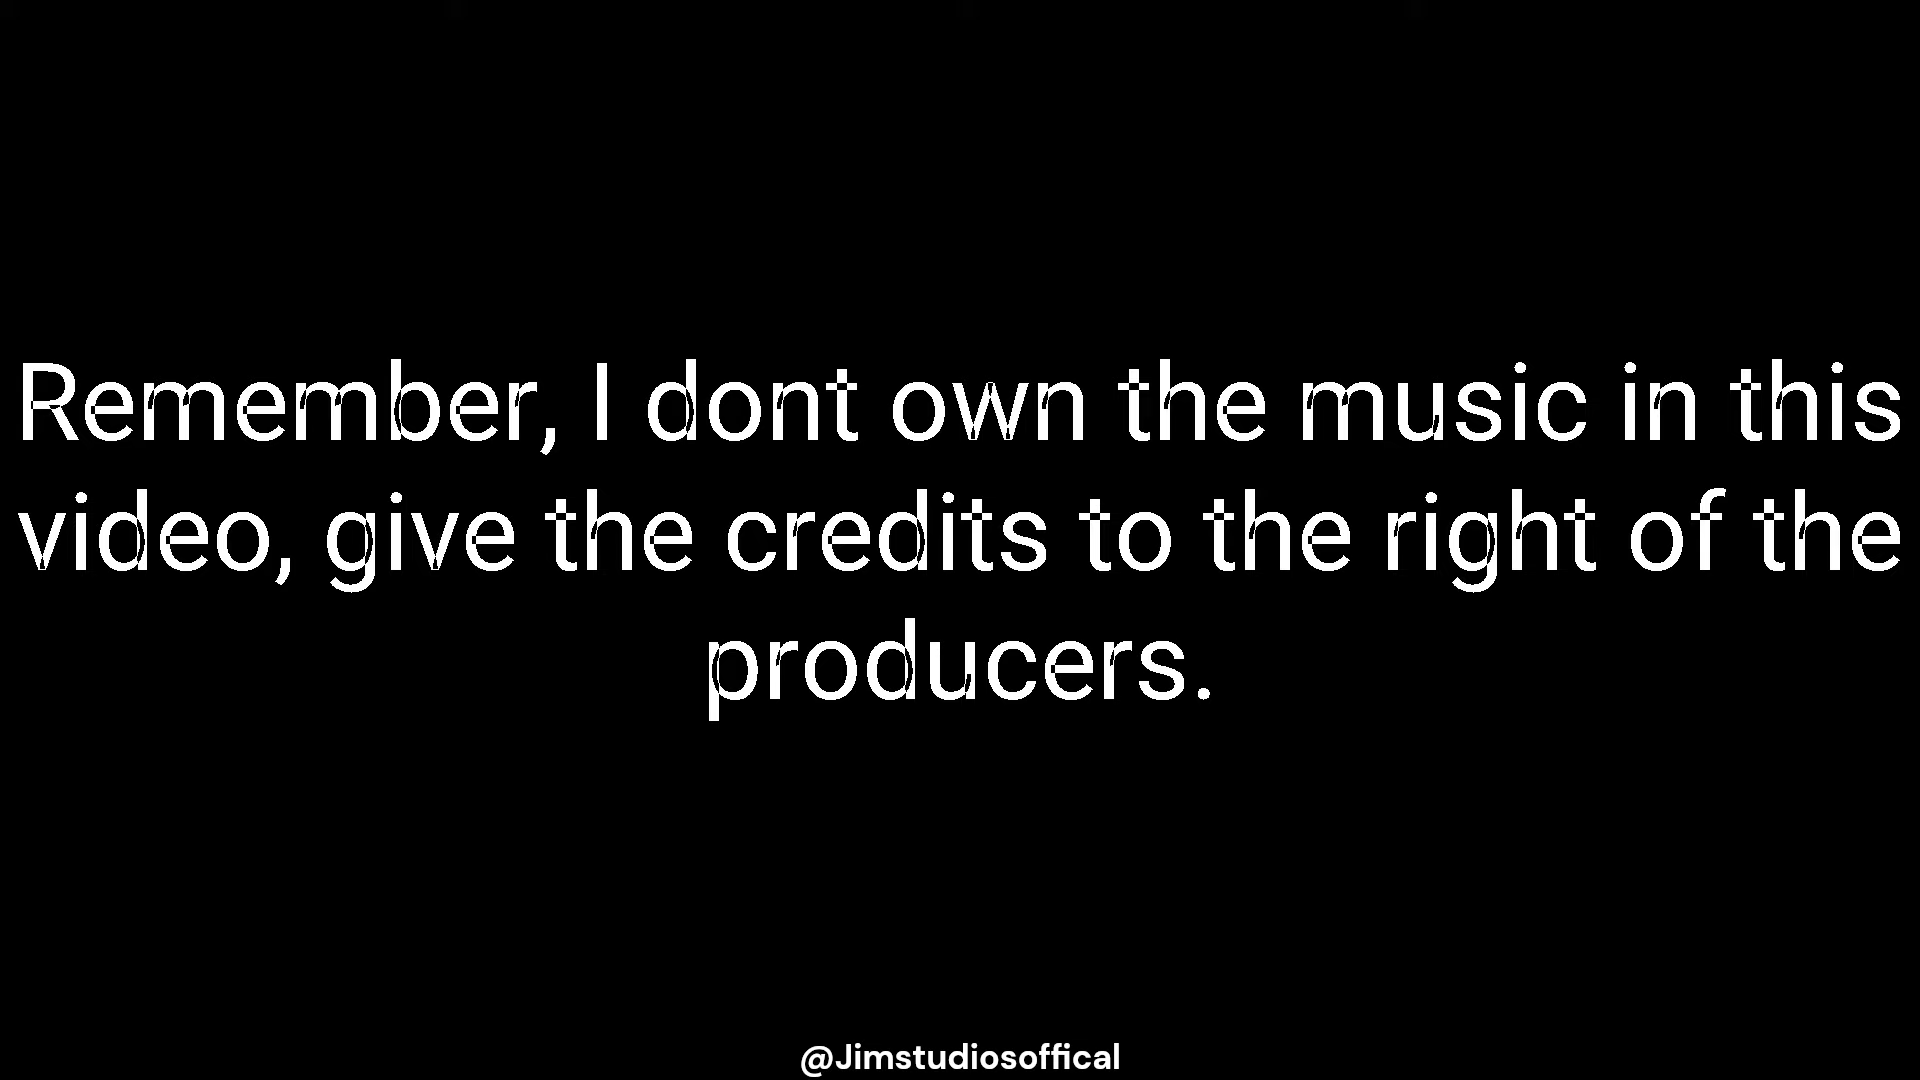 Remember, I dont own the music in this
video, give the credits to the right of the
producers.
@Jimstudiosoffical